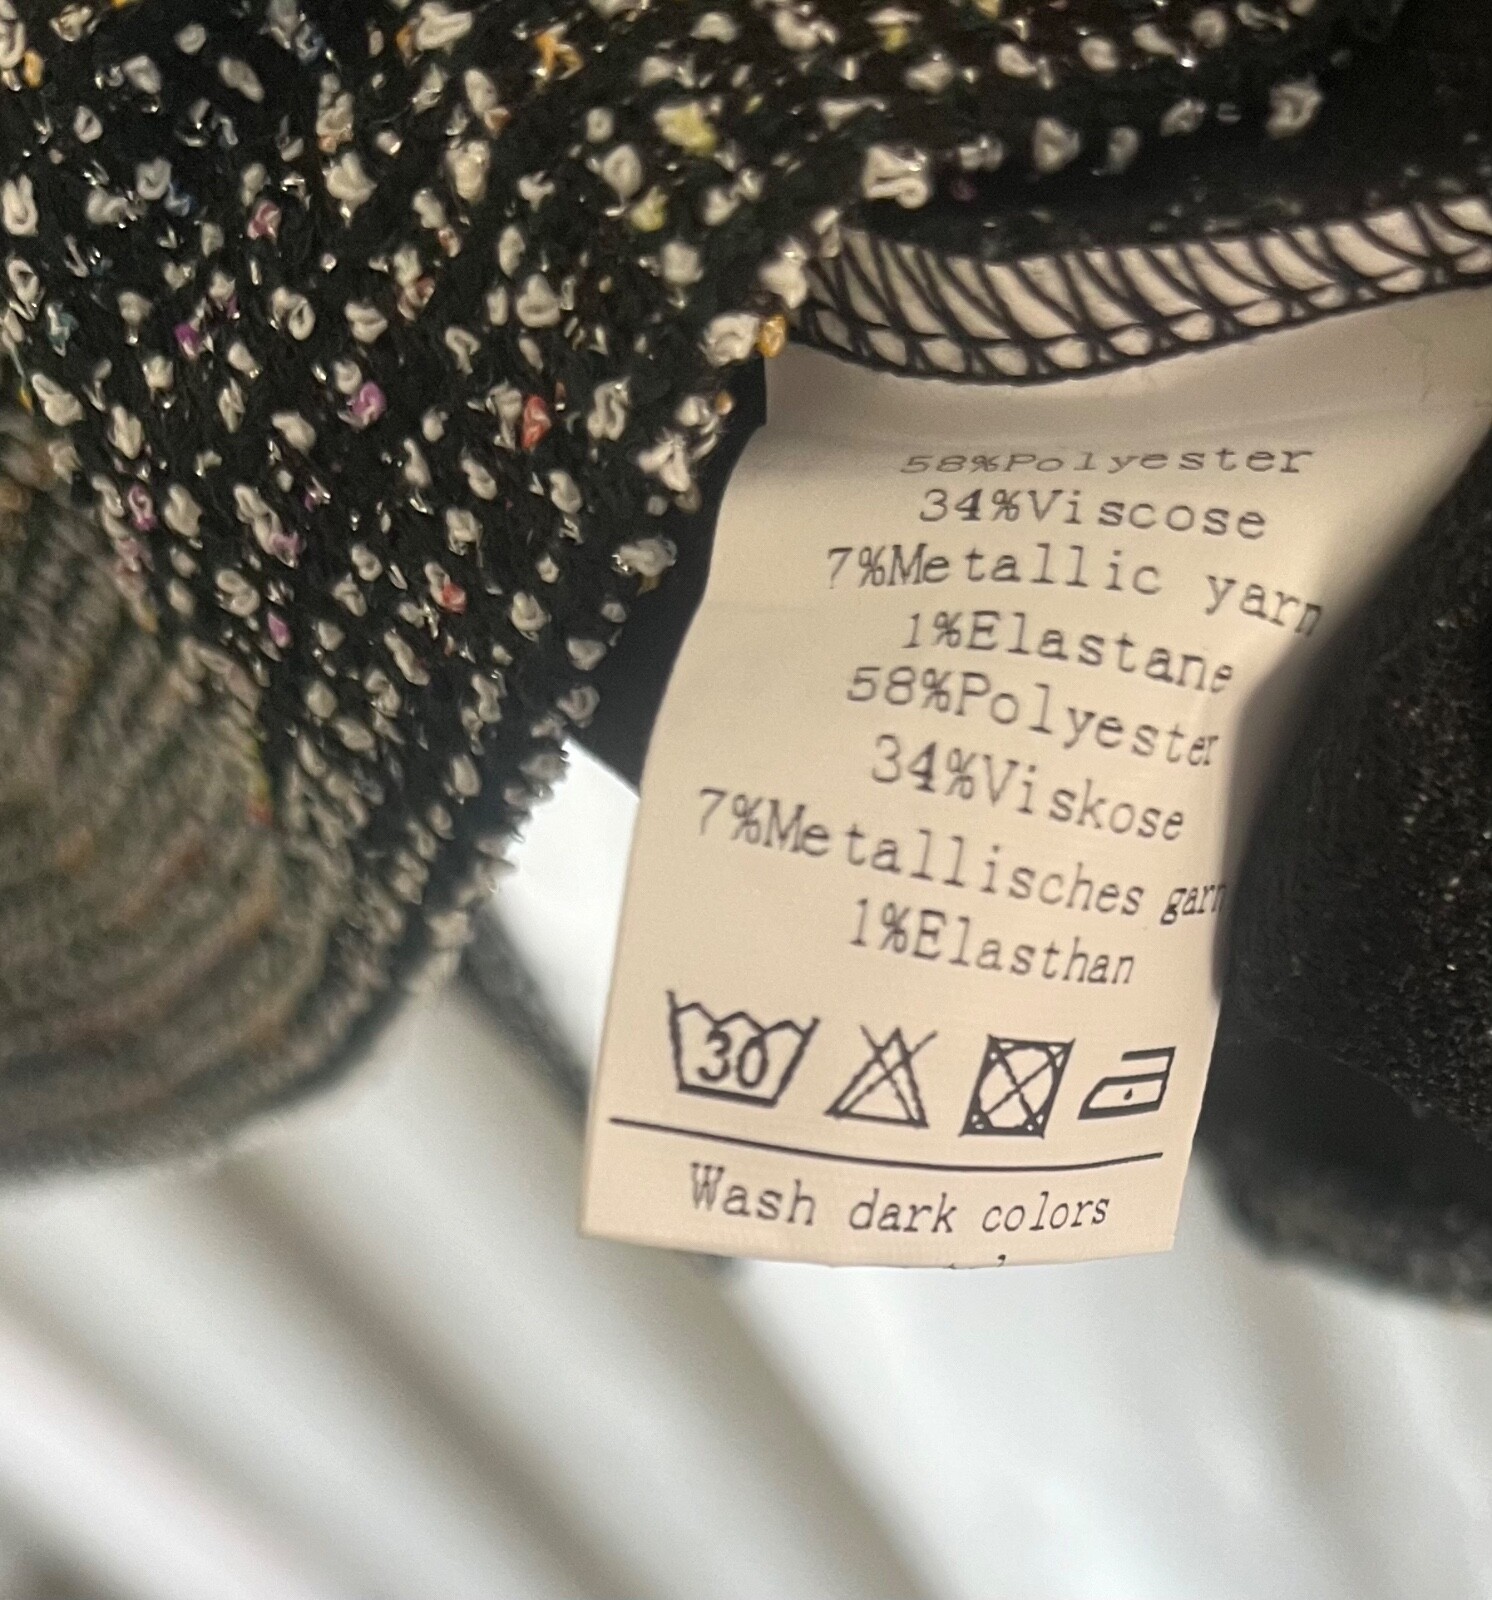 58%Polyester
34%Viscose
7%Metallic yarn
1%Elastane
58%Polyester
34%Viskose
7%Metallisches garn
1%Elasthan
30
Wash dark colors